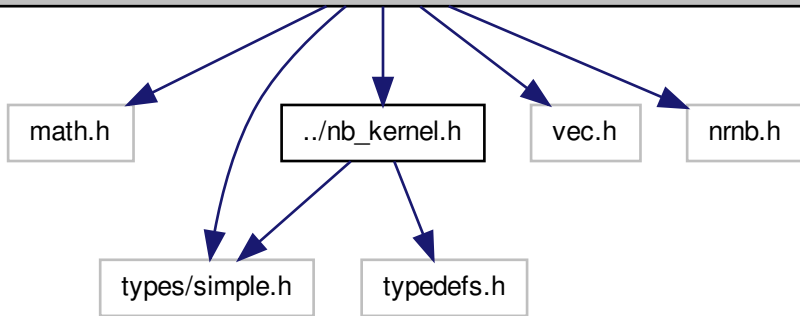 math.h
../nb_kernel.h
vec.h
nrnb.h
types/simple.h
typedefs.h